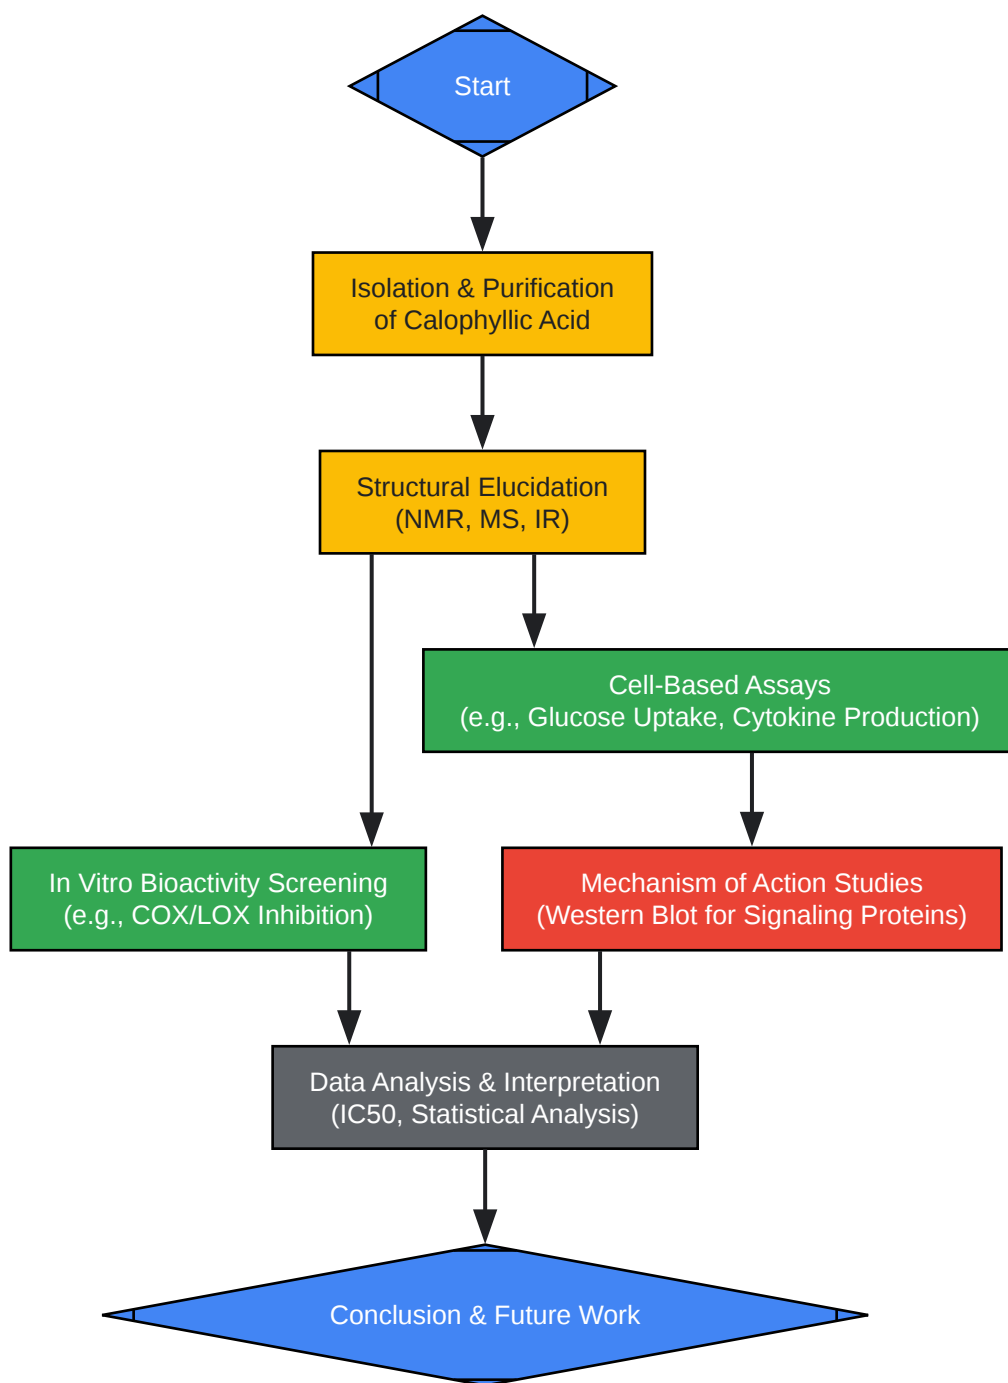 Start
Isolation & Purification
of Calophyllic Acid
Structural Elucidation
(NMR, MS, IR)
Cell-Based Assays
(e.g., Glucose Uptake, Cytokine Production)
In Vitro Bioactivity Screening
(e.g., COX/LOX Inhibition)
Mechanism of Action Studies
(Western Blot for Signaling Proteins)
Data Analysis & Interpretation
(IC50, Statistical Analysis)
Conclusion & Future Work